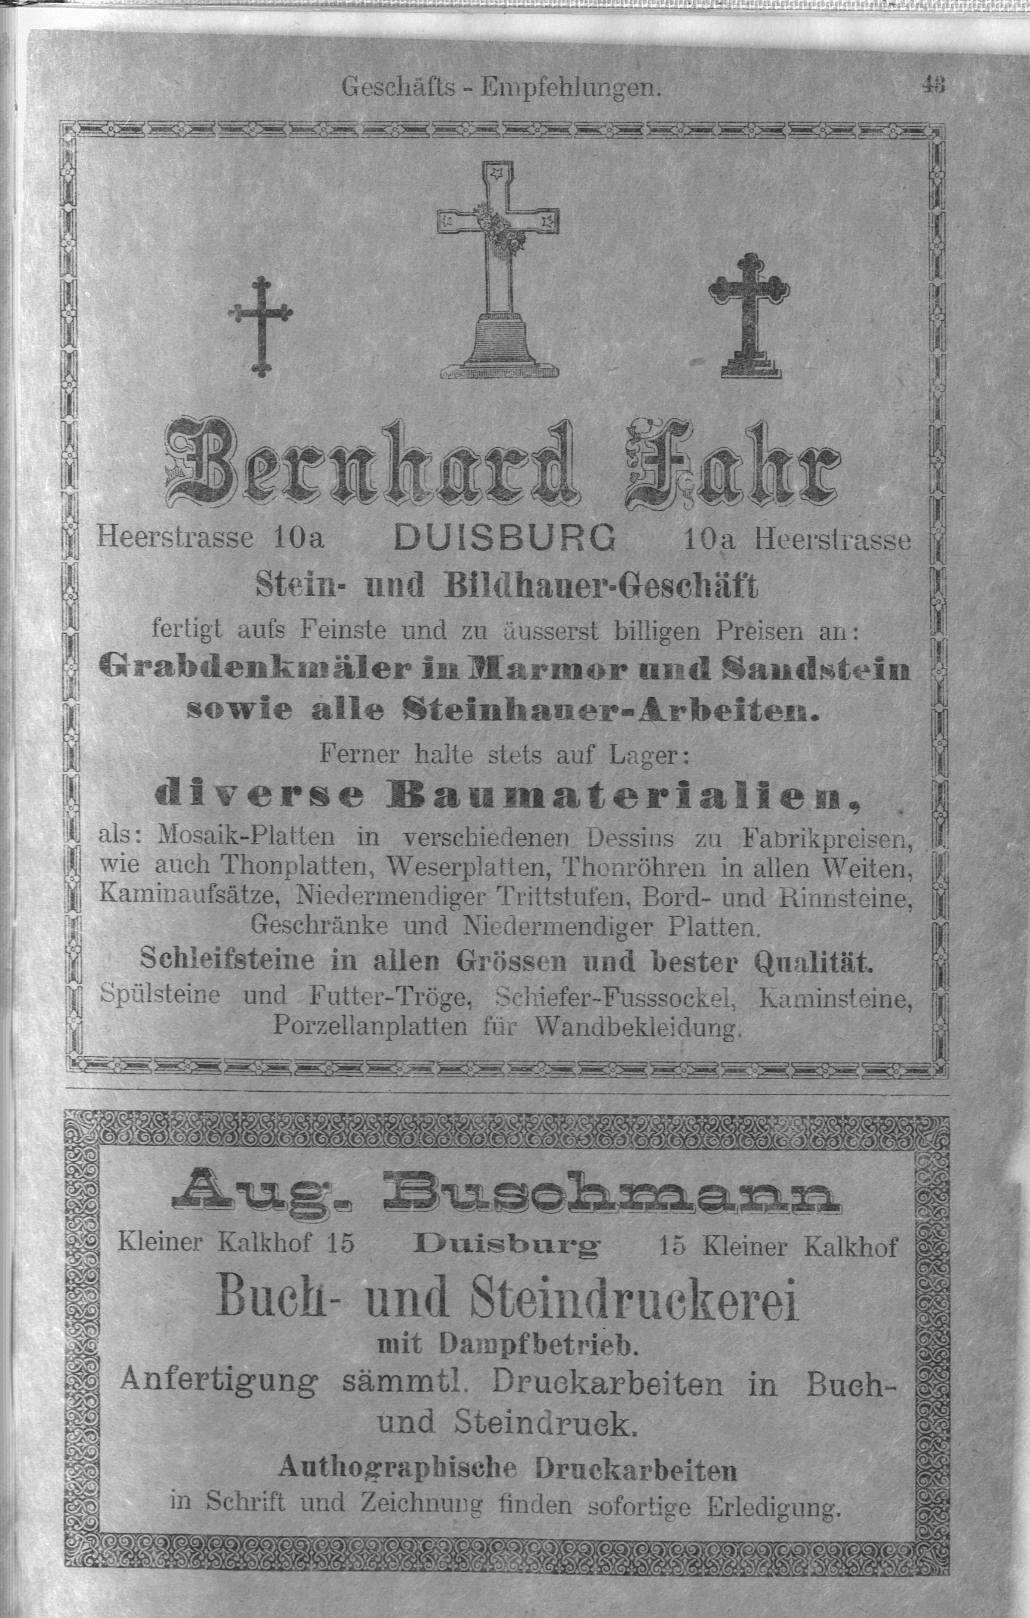 Geschäfts - Empfehlungen. 43
Bernhard Fahr
Heerstrasse 10a DUISBURG 10a Heerstrasse
Stein- und Bildhauer-Geschäft
fertigt aufs Feinste und zu äusserst billigen Preisen an:
Grabdenkmäler in Marmor und Sandstein
sowie alle Steinhauer-Arbeiten.
Ferner halte stets auf Lager:
diverse Baumaterialien,
als: Mosaik-Platten in verschiedenen Dessins zu Fabrikpreisen,
wie auch Thonplatten, Weserplatten, Thonröhren in allen Weiten,
Kaminaufsätze, Niedermendiger Trittstufen, Bord- und Rinnsteine,
Geschränke und Niedermendiger Platten.
Schleifsteine in allen Grössen und bester Qualität.
Spülsteine und Futter-Tröge, Schiefer-Fusssockel, Kaminsteine,
Porzellanplatten für Wandbekleidung.
Aug. Buschmann
Kleiner Kalkhof 15 Duisburg 15 Kleiner Kalkhof
Buch- und Steindruckerei
mit Dampfbetrieb.
Anfertigung sämmtl. Druckarbeiten in Buch-
und Steindruck.
Authographische Druckarbeiten
in Schrift und Zeichnung finden sofortige Erledigung.